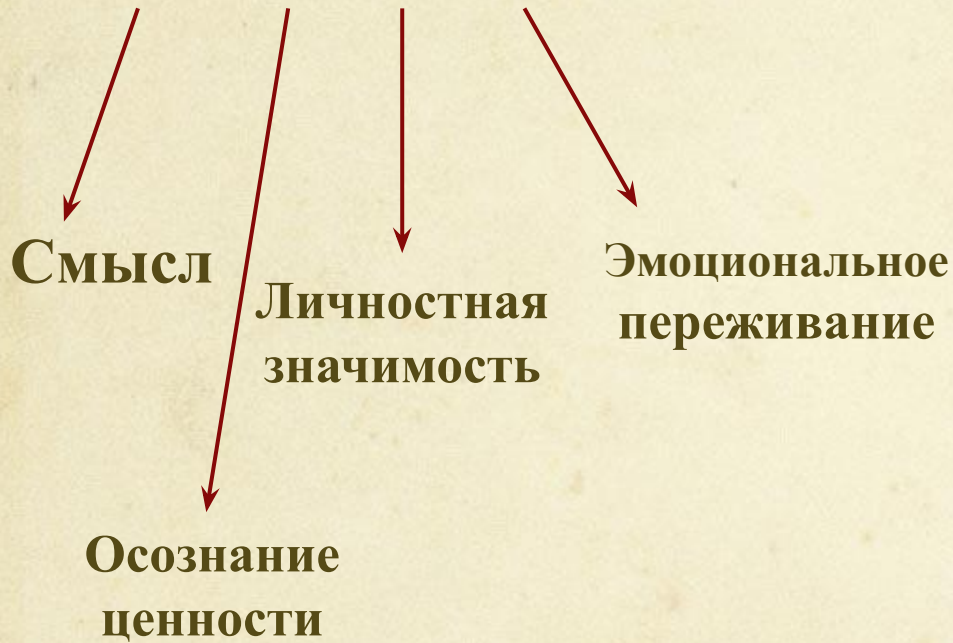 Смысл
Личностная
значимость
Эмоциональное
переживание
Осознание
ценности